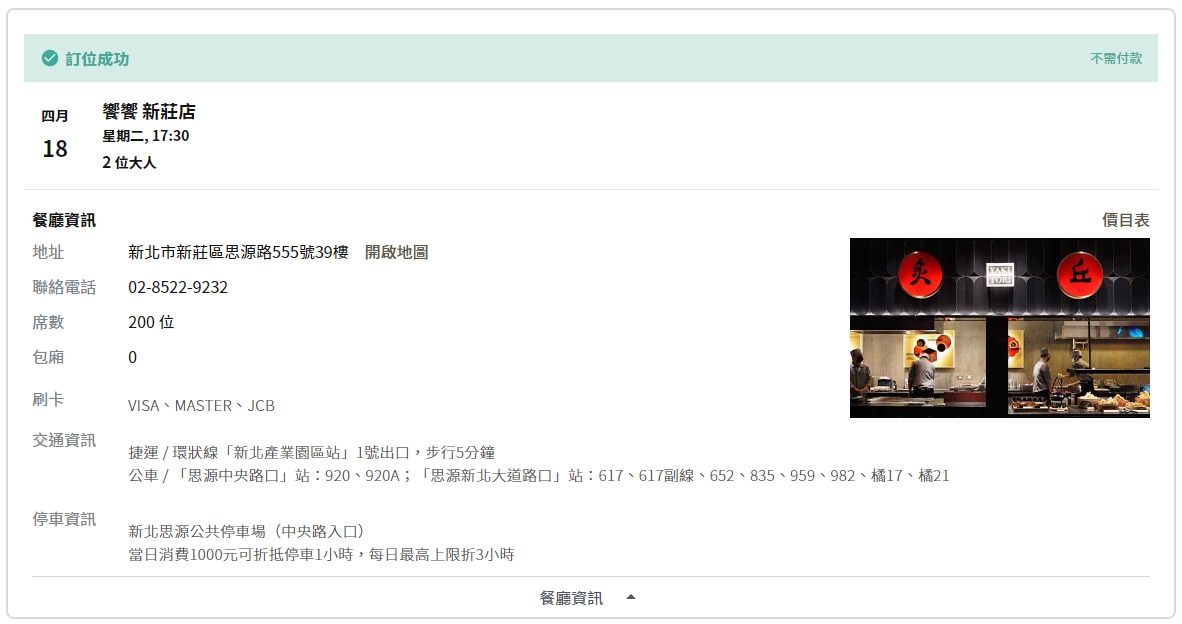 訂位成功
不需付款
四月
18
饗饗 新莊店
星期二, 17:30
2 位大人
餐廳資訊
價目表
地址
新北市新莊區思源路555號39樓 開啟地圖
聯絡電話
02-8522-9232
席數
200 位
包廂
0
刷卡
VISA、MASTER、JCB
交通資訊
捷運 / 環狀線「新北產業園區站」1號出口，步行5分鐘
公車 / 「思源中央路口」站：920、920A；「思源新北大道路口」站：617、617副線、652、835、959、982、橘17、橘21
停車資訊
新北思源公共停車場（中央路入口）
當日消費1000元可折抵停車1小時，每日最高上限折3小時
炙
YAKI
TORI
丘
餐廳資訊